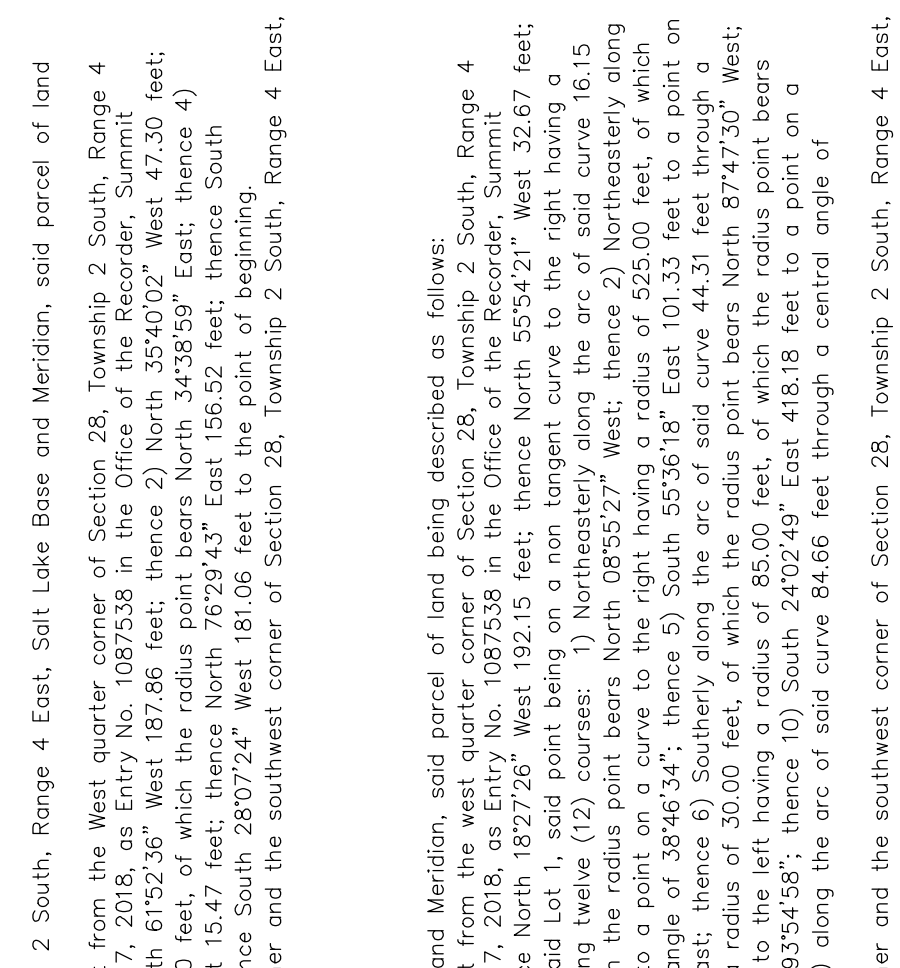 2 South, Range 4 East, Salt Lake Base and Meridian, said parcel of land
from the West quarter corner of Section 28, Township 2 South, Range 4
7, 2018, as Entry No. 1087538 in the Office of the Recorder, Summit
th 61°52'36" West 187.86 feet; thence 2) North 35°40'02" West 47.30 feet;
0 feet, of which the radius point bears North 34°38'59" East; thence 4)
t 15.47 feet; thence North 76°29'43" East 156.52 feet; thence South
nce South 28°07'24" West 181.06 feet to the point of beginning.
er and the southwest corner of Section 28, Township 2 South, Range 4 East,
and Meridian, said parcel of land being described as follows:
t from the west quarter corner of Section 28, Township 2 South, Range 4
7, 2018, as Entry No. 1087538 in the Office of the Recorder, Summit
ce North 18°27'26" West 192.15 feet; thence North 55°54'21" West 32.67 feet;
aid Lot 1, said point being on a non tangent curve to the right having a
ng twelve (12) courses: 1) Northeasterly along the arc of said curve 16.15
h the radius point bears North 08°55'27" West; thence 2) Northeasterly along
to a point on a curve to the right having a radius of 525.00 feet, of which
angle of 38°46'34"; thence 5) South 55°36'18" East 101.33 feet to a point on
ast; thence 6) Southerly along the arc of said curve 44.31 feet through a
a radius of 30.00 feet, of which the radius point bears North 87°47'30" West;
to the left having a radius of 85.00 feet, of which the radius point bears
93°54'58"; thence 10) South 24°02'49" East 418.18 feet to a point on a
) along the arc of said curve 84.66 feet through a central angle of
er and the southwest corner of Section 28, Township 2 South, Range 4 East,